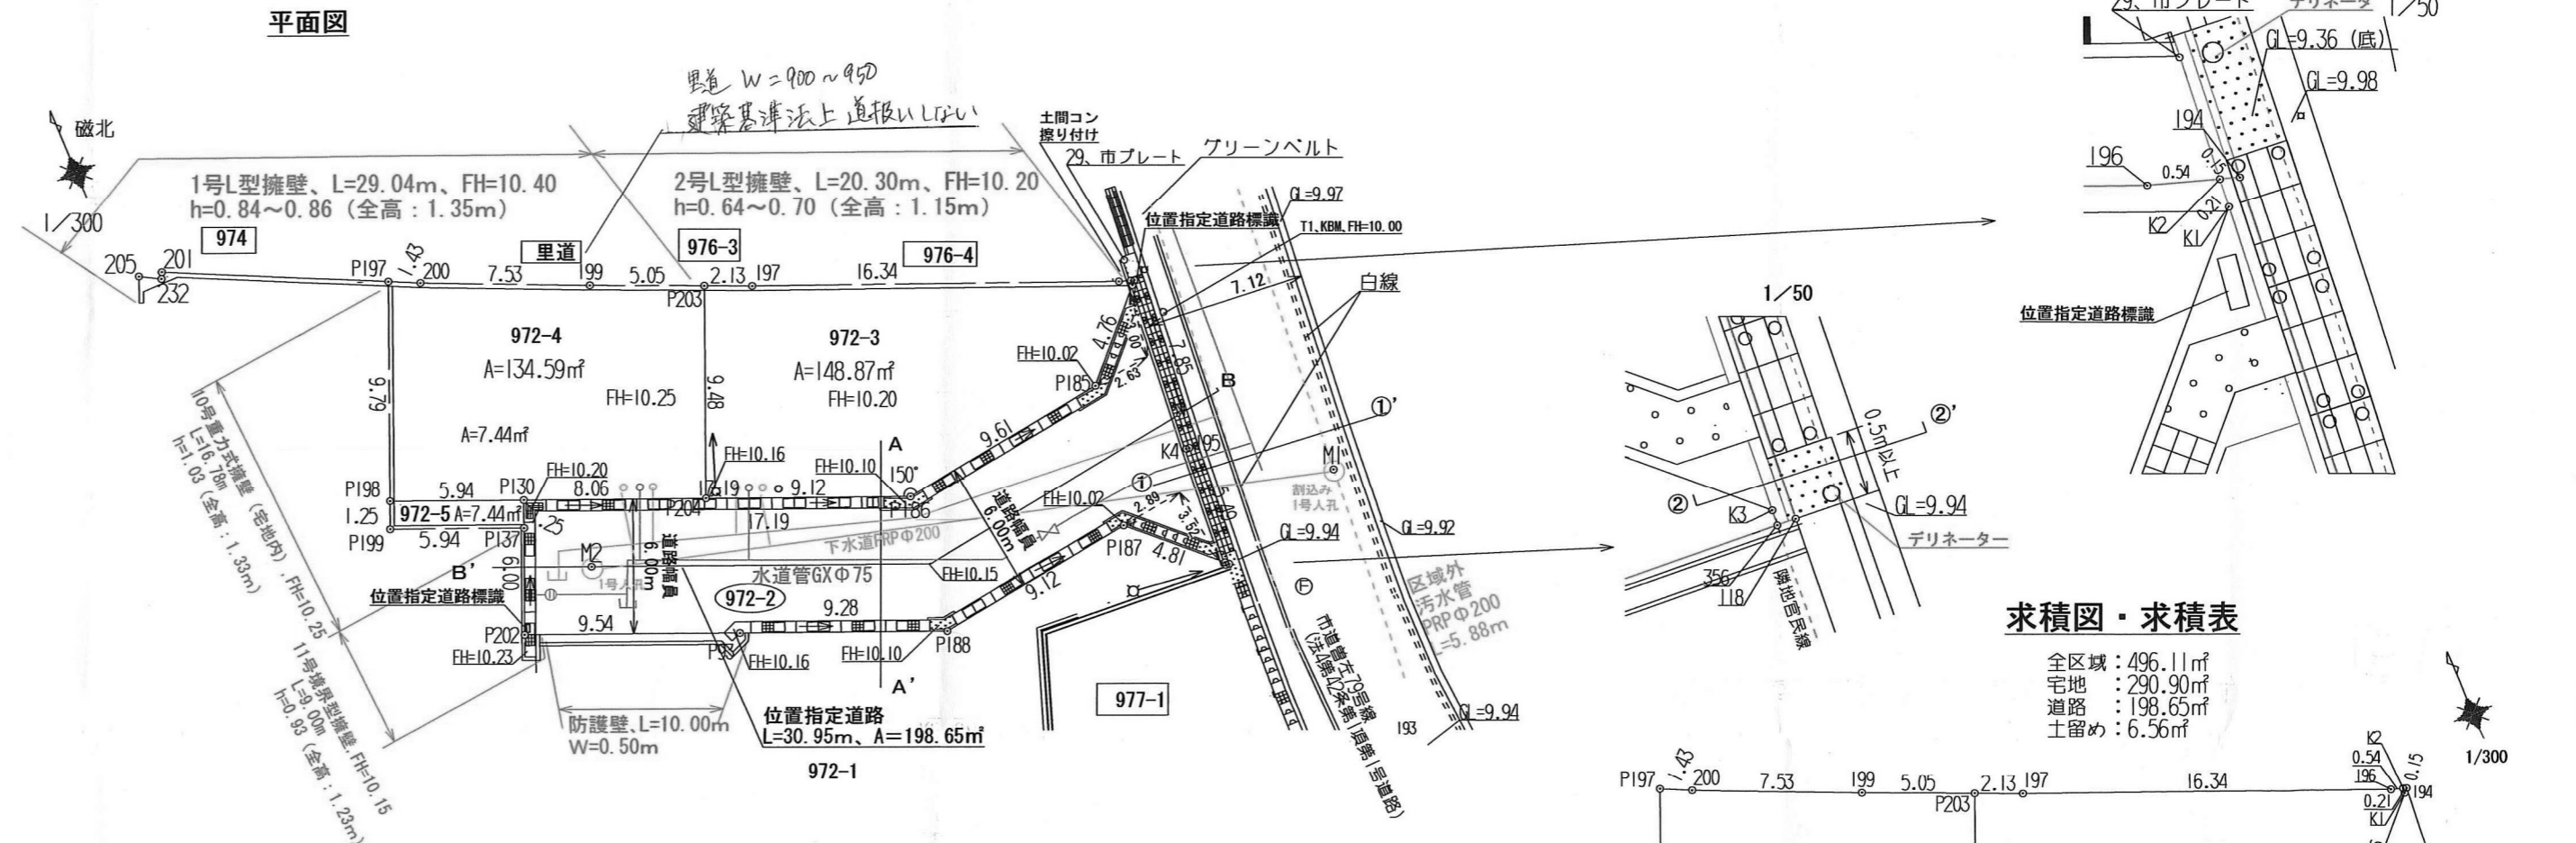 平面図
磁北
1/300
里道 W=900~950
建築基準法上 道扱いしない
1号L型擁壁、L=29.04m、FH=10.40
h=0.84~0.86(全高:1.35m)
2号L型擁壁、L=20.30m、FH=10.20
h=0.64~0.70(全高:1.15m)
土間コン
擦り付け
29、市プレート
グリーンベルト
位置指定道路標識
GL=9.97
T1、KBM、FH=10.00
974
里道
976-3
976-4
白線
205
201
232
P197
1.43
200
7.53
199
5.05
P203
2.13
197
16.34
7.12
972-4
A=134.59㎡
FH=10.25
A=7.44㎡
972-3
A=148.87㎡
FH=10.20
9.79
9.48
FH=10.02
P185
4.76
2.63
7.85
B
①'
9.61
K4
195
M1
割込み
1号人孔
10号重力式擁壁(宅地内)、FH=10.25
L=16.78m
h=1.03(全高:1.33m)
11号境界型擁壁、FH=10.15
L=9.00m
h=0.93(全高:1.23m)
P198
5.94
P130
FH=10.20
8.06
P204
17.19
FH=10.16
FH=10.10
A
150°
9.12
P186
1.25
972-5 A=7.44㎡
P199
5.94
P137
17.19
下水道PRPΦ200
水道管GXΦ75
道路幅員
6.00m
道路幅員
6.00m
FH=10.02
①
2.89
3.52
P187
4.81
GL=9.94
GL=9.92
B'
M2
1号人孔
6.00
位置指定道路標識
972-2
FH=10.15
9.12
9.28
9.54
P202
FH=10.23
FH=10.16
FH=10.10
P188
A'
防護壁、L=10.00m
W=0.50m
位置指定道路
L=30.95m、A=198.65㎡
972-1
977-1
区域外
汚水管
PRPΦ200
L=5.88m
193
GL=9.94
29、市プレート
デリネータ
1/50
GL=9.36(底)
GL=9.98
194
196
0.54
0.15
0.21
K2
K1
位置指定道路標識
1/50
0.5m以上
②'
②
K3
GL=9.94
デリネーター
356
118
隣地官民線
求積図・求積表
全区域:496.11㎡
宅地 :290.90㎡
道路 :198.65㎡
土留め:6.56㎡
1/300
P197
1.43
200
7.53
199
5.05
P203
2.13
197
16.34
K2
0.54
196
0.15
194
0.21
K1